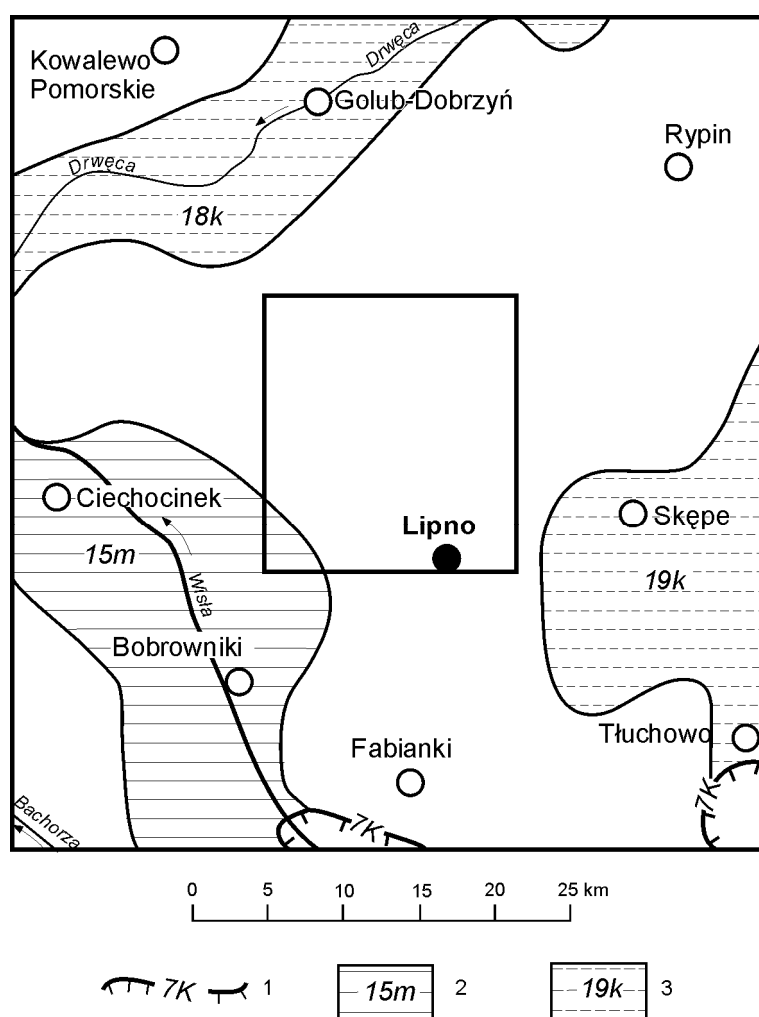 Kowalewo
Pomorskie
Drwęca
Golub-Dobrzyń
Rypin
Drwęca
18k
Ciechocinek
Lipno
Skępe
15m
19k
Wisła
Bobrowniki
Tłuchowo
Fabianki
7K
7K
Bachorza
0 5 10 15 20 25 km
7K 1 15m 2 19k 3